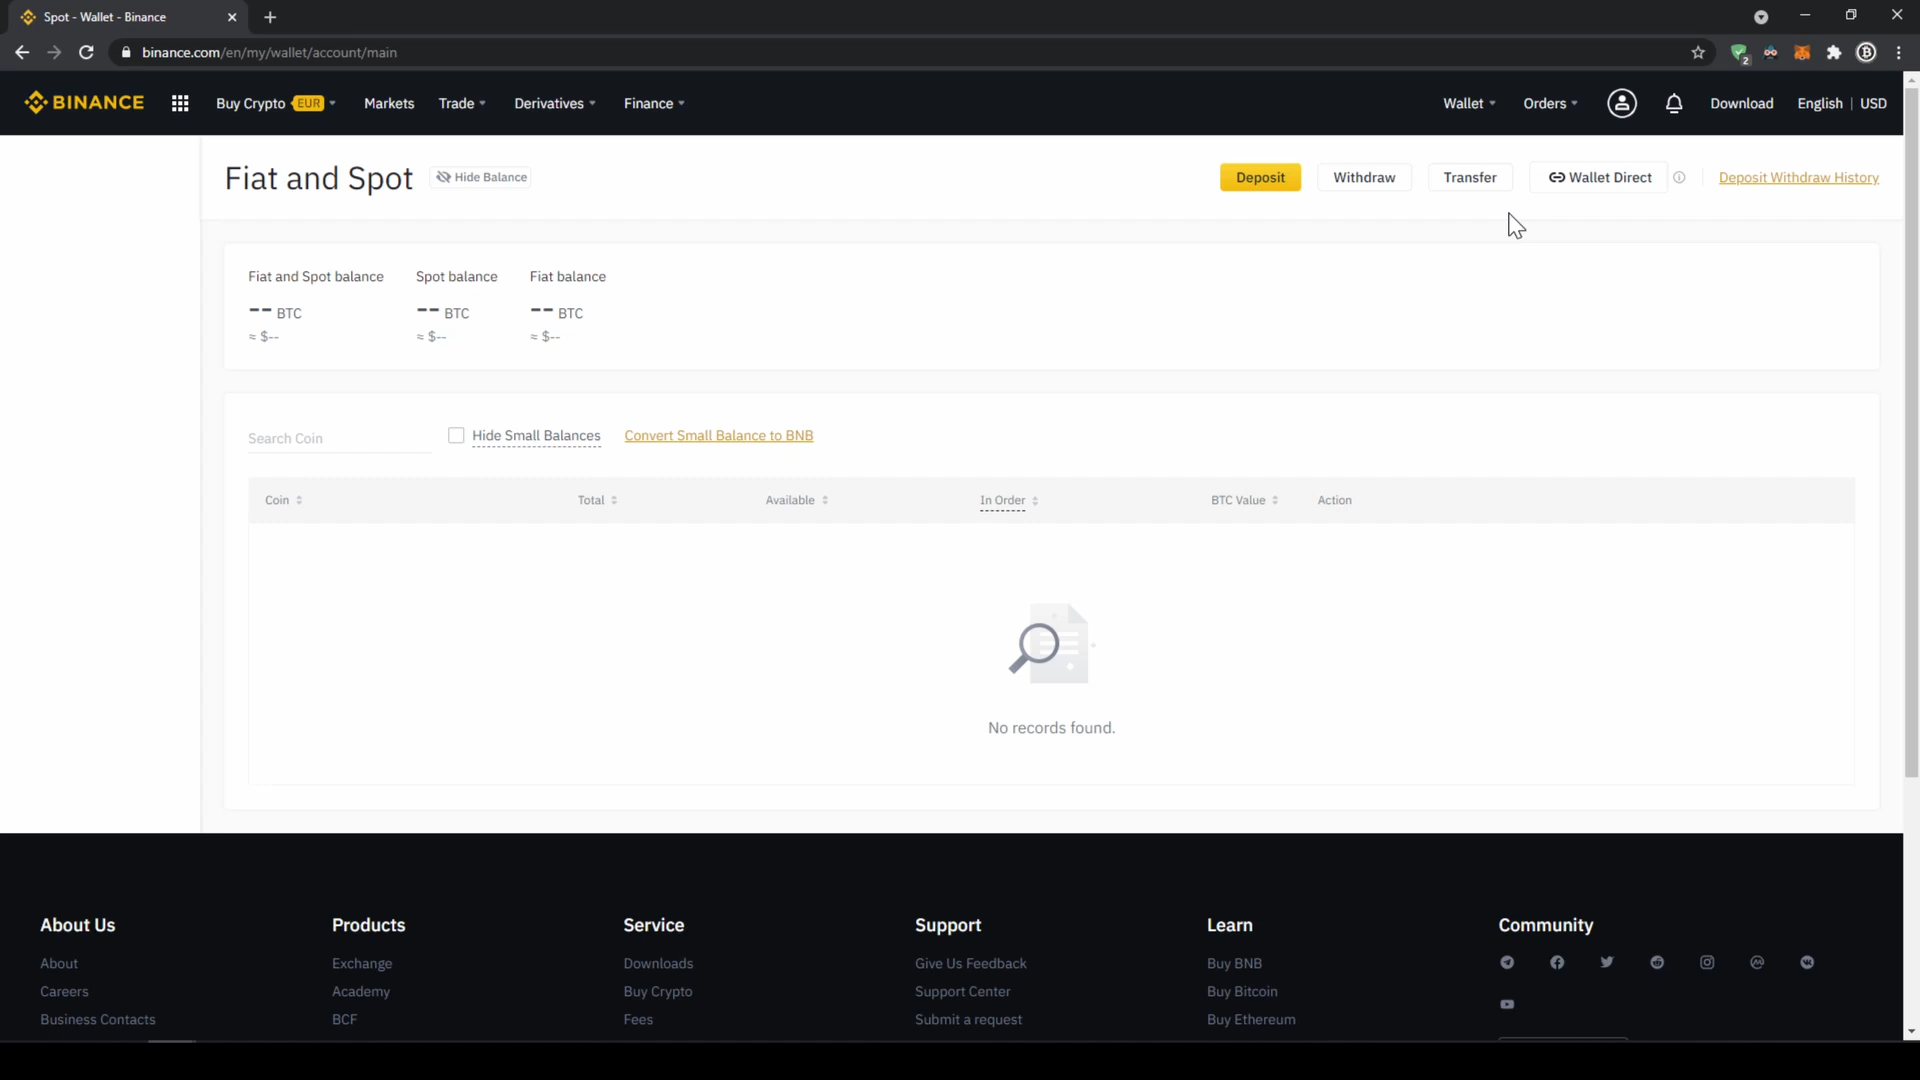 Spot - Wallet - Binance
binance.com/en/my/wallet/account/main
2
BINANCE Buy Crypto EUR Markets Trade Derivatives Finance Wallet Orders Download English | USD
Fiat and Spot Hide Balance Deposit Withdraw Transfer Wallet Direct Deposit Withdraw History
Fiat and Spot balance Spot balance Fiat balance
-- BTC -- BTC -- BTC
≈ $-- ≈ $-- ≈ $--
Search Coin Hide Small Balances Convert Small Balance to BNB
Coin Total Available In Order BTC Value Action
No records found.
About Us Products Service Support Learn Community
About Exchange Downloads Give Us Feedback Buy BNB
Careers Academy Buy Crypto Support Center Buy Bitcoin
Business Contacts BCF Fees Submit a request Buy Ethereum